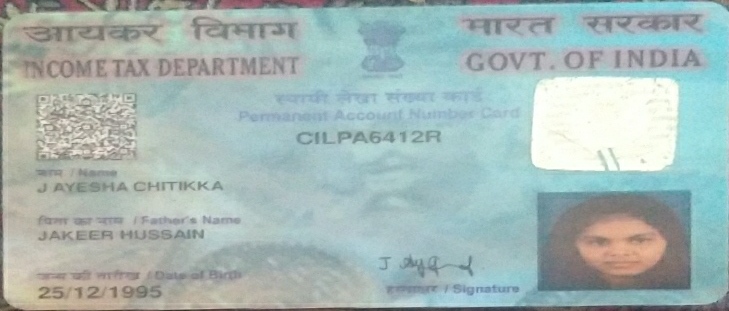 आयकर विभाग
INCOME TAX DEPARTMENT
भारत सरकार
GOVT. OF INDIA
स्थायी लेखा संख्या कार्ड
Permanent Account Number Card
CILPA6412R
नाम / Name
J AYESHA CHITIKKA
पिता का नाम / Father's Name
JAKEER HUSSAIN
जन्म की तारीख / Date of Birth
25/12/1995
हस्ताक्षर / Signature